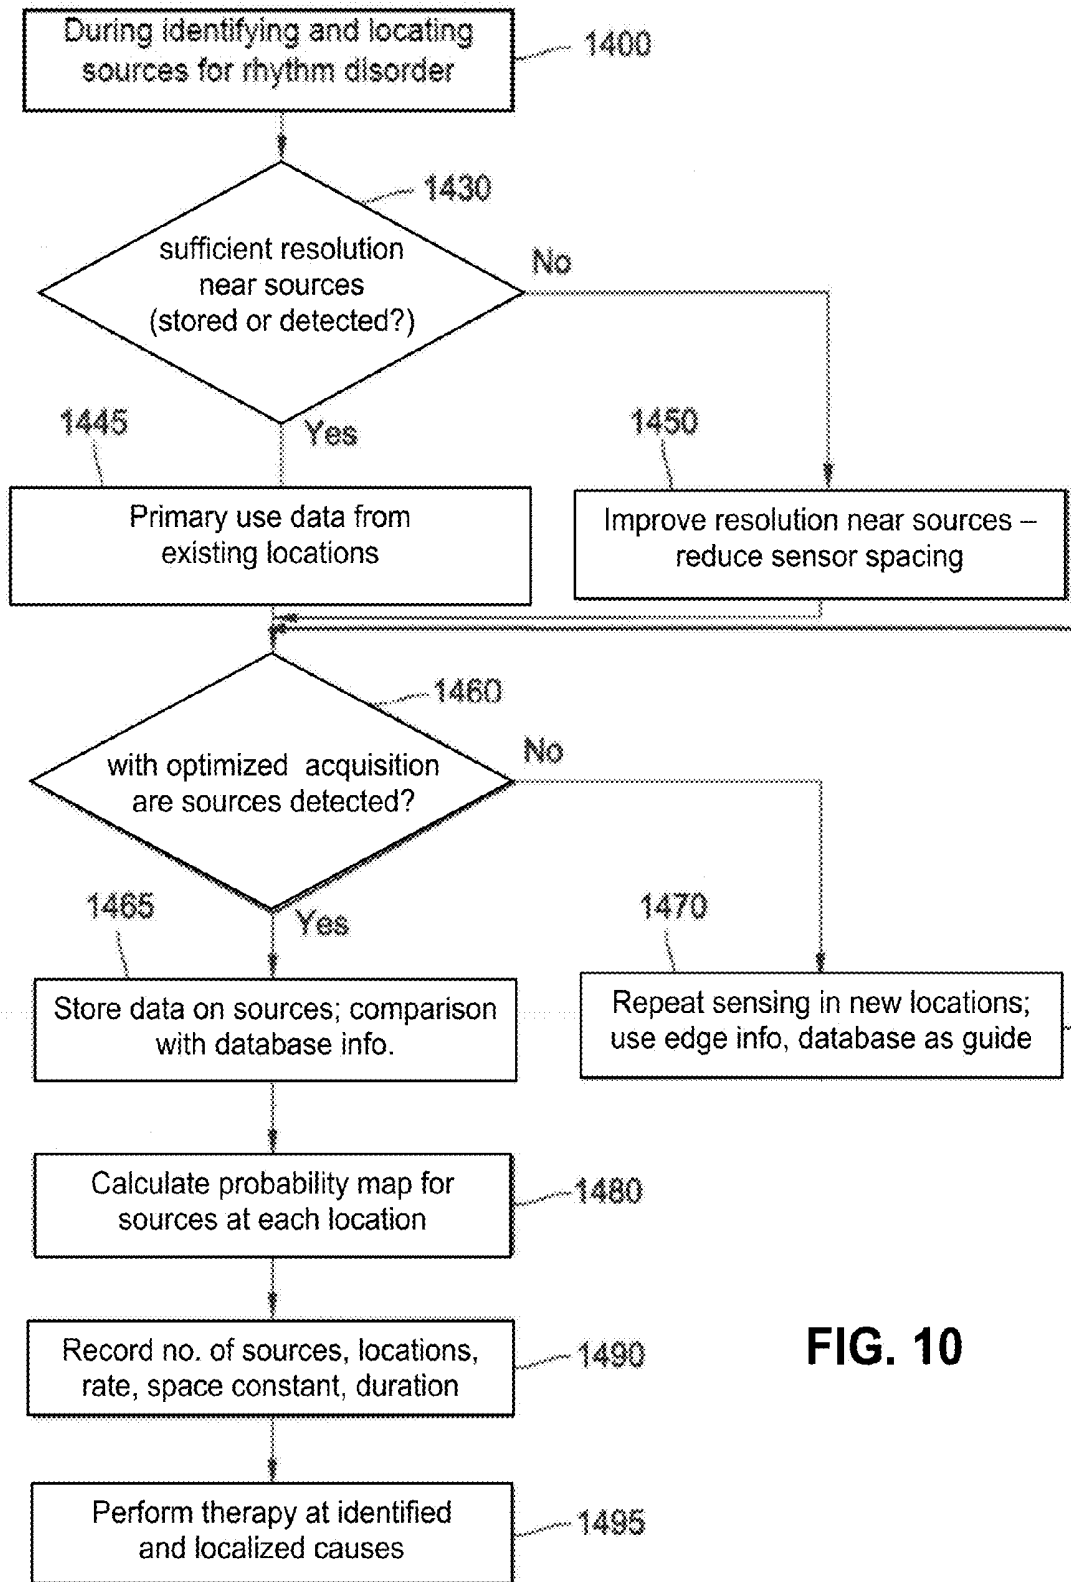 During identifying and locating
sources for rhythm disorder
1400
1430
sufficient resolution
near sources
(stored or detected?)
No
Yes
1445
Primary use data from
existing locations
1450
Improve resolution near sources –
reduce sensor spacing
1460
with optimized acquisition
are sources detected?
No
Yes
1465
Store data on sources; comparison
with database info.
1470
Repeat sensing in new locations;
use edge info, database as guide
Calculate probability map for
sources at each location
1480
Record no. of sources, locations,
rate, space constant, duration
1490
FIG. 10
Perform therapy at identified
and localized causes
1495